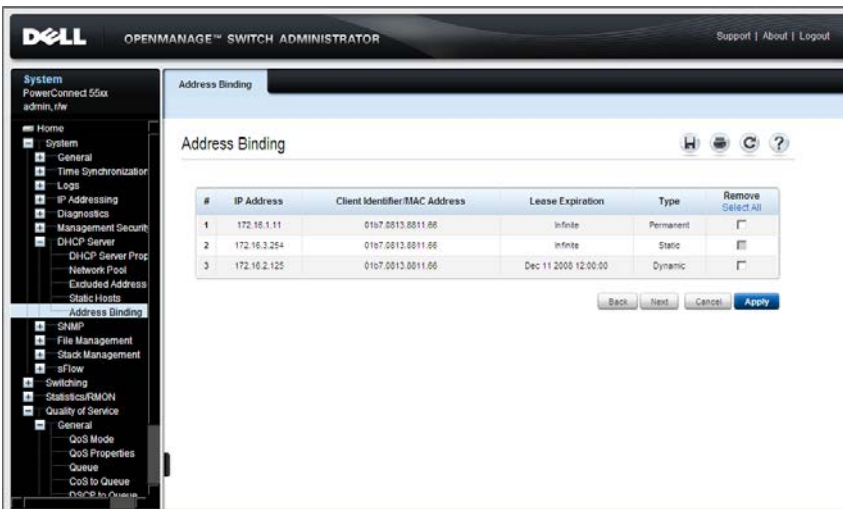 DELL OPENMANAGE™ SWITCH ADMINISTRATOR Support | About | Logout
System
PowerConnect 55xx
admin, r/w
Home
System
General
Time Synchronization
Logs
IP Addressing
Diagnostics
Management Securit
DHCP Server
DHCP Server Prop
Network Pool
Excluded Address
Static Hosts
Address Binding
SNMP
File Management
Stack Management
sFlow
Switching
Statistics/RMON
Quality of Service
General
QoS Mode
QoS Properties
Queue
CoS to Queue
DSCP to Queue
Address Binding
Address Binding
# IP Address Client Identifier/MAC Address Lease Expiration Type Remove Select All
1 172.16.1.11 01b7.0813.8811.66 Infinite Permanent
2 172.16.3.254 01b7.0813.8811.66 Infinite Static
3 172.16.2.125 01b7.0813.8811.66 Dec 11 2008 12:00:00 Dynamic
Back Next Cancel Apply